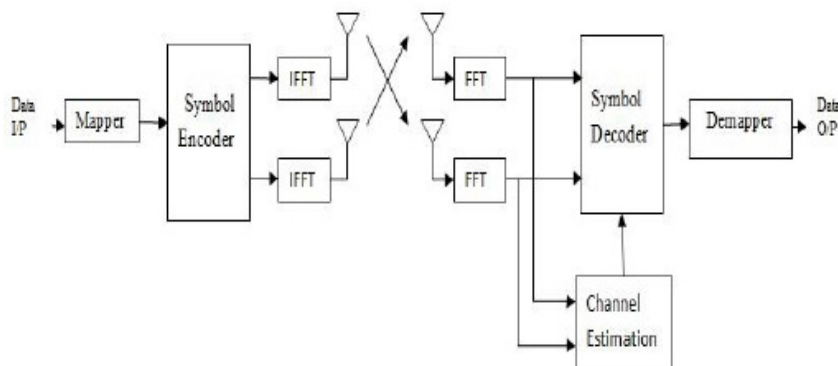 Data
I/P
Mapper
Symbol
Encoder
IFFT
IFFT
FFT
FFT
Symbol
Decoder
Demapper
Data
O/P
Channel
Estimation